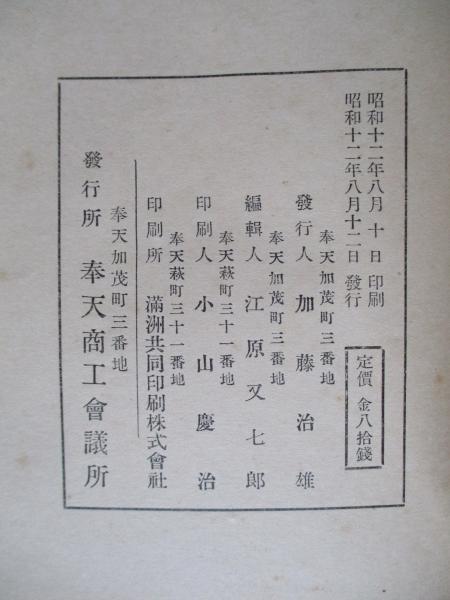 昭和十二年八月十日 印刷
昭和十二年八月十二日 發行
定價 金八拾錢
奉天加茂町三番地
發行人 加藤治雄
奉天加茂町三番地
編輯人 江原又七郎
奉天萩町三十一番地
印刷人 小山慶治
奉天萩町三十一番地
印刷所 滿洲共同印刷株式會社
奉天加茂町三番地
發行所 奉天商工會議所